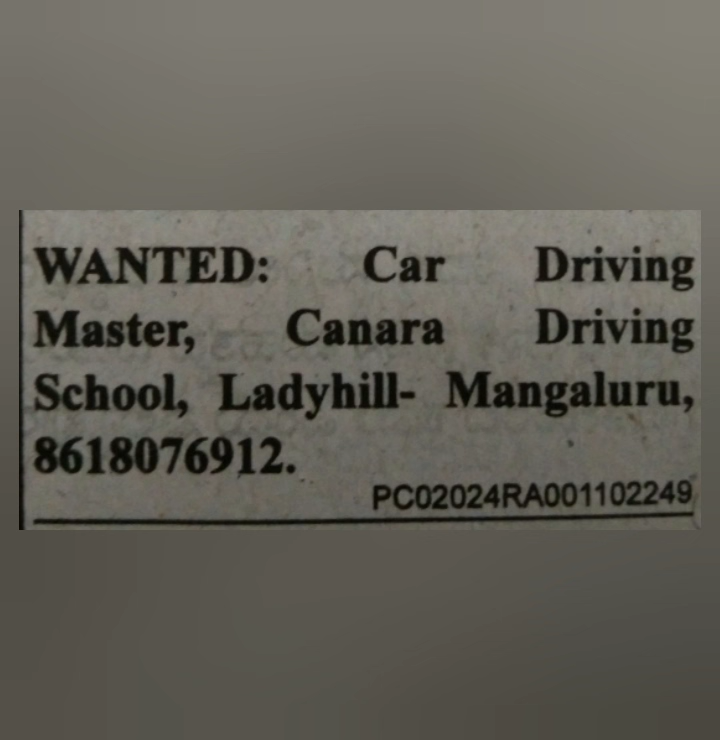 WANTED: Car Driving
Master, Canara Driving
School, Ladyhill- Mangaluru,
8618076912.
PC02024RA001102249